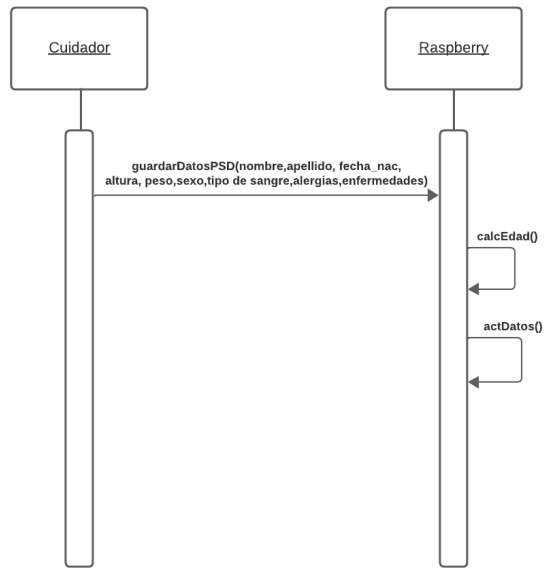 Cuidador
Raspberry
guardarDatosPSD(nombre,apellido, fecha_nac,
altura, peso,sexo,tipo de sangre,alergias,enfermedades)
calcEdad()
actDatos()